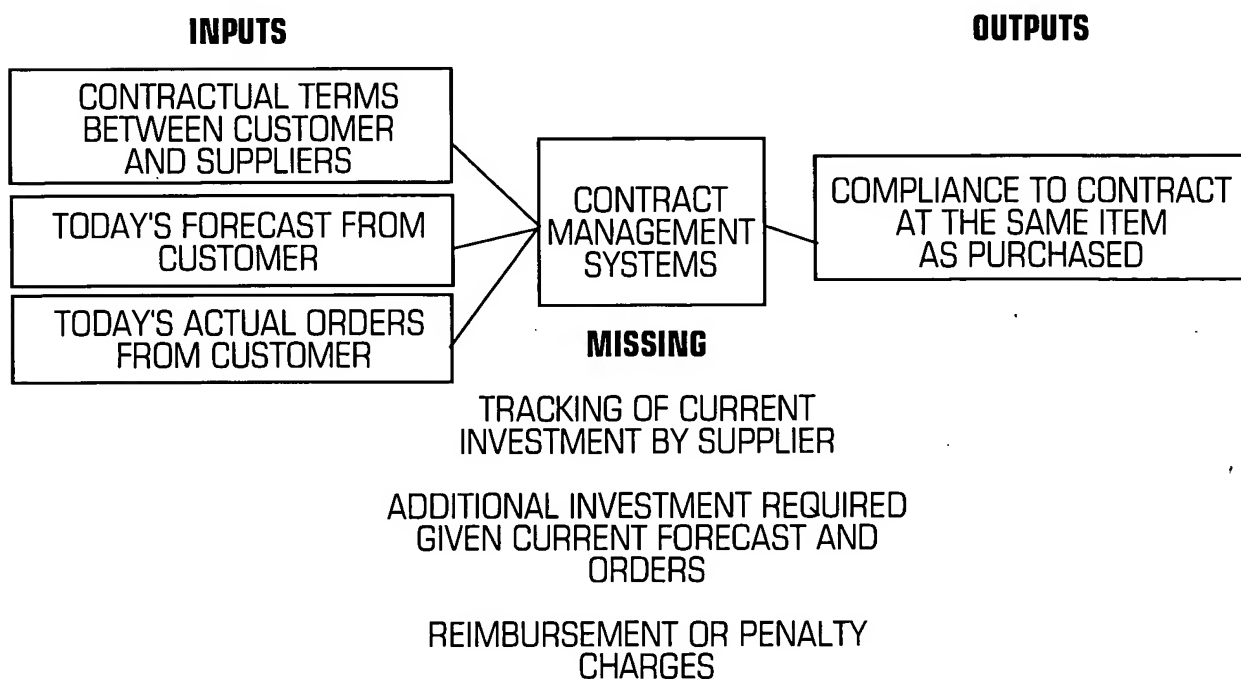 INPUTS
OUTPUTS
CONTRACTUAL TERMS
BETWEEN CUSTOMER
AND SUPPLIERS
TODAY'S FORECAST FROM
CUSTOMER
TODAY'S ACTUAL ORDERS
FROM CUSTOMER
CONTRACT
MANAGEMENT
SYSTEMS
COMPLIANCE TO CONTRACT
AT THE SAME ITEM
AS PURCHASED
MISSING
TRACKING OF CURRENT
INVESTMENT BY SUPPLIER
ADDITIONAL INVESTMENT REQUIRED
GIVEN CURRENT FORECAST AND
ORDERS
REIMBURSEMENT OR PENALTY
CHARGES